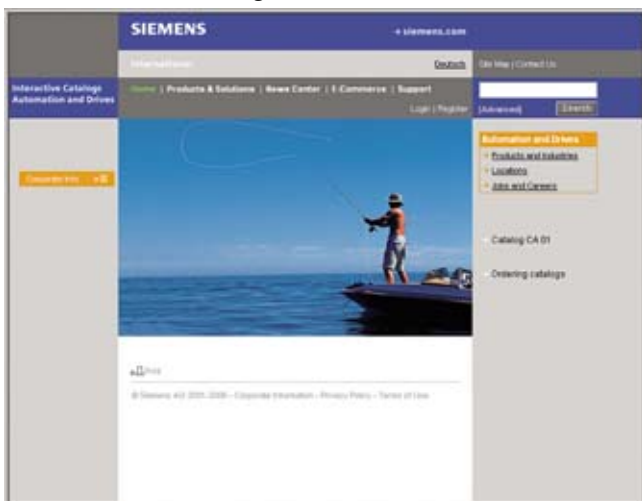 SIEMENS
→ siemens.com
International
Deutsch
Site Map | Contact Us
Interactive Catalogs
Automation and Drives
Home | Products & Solutions | News Center | E-Commerce | Support
Login | Register
[Advanced]
Search
Automation and Drives
Products and Industries
Locations
Jobs and Careers
Corporate Info
Catalog CA 01
Ordering catalogs
Print
© Siemens AG 2001-2006 - Corporate Information - Privacy Policy - Terms of Use